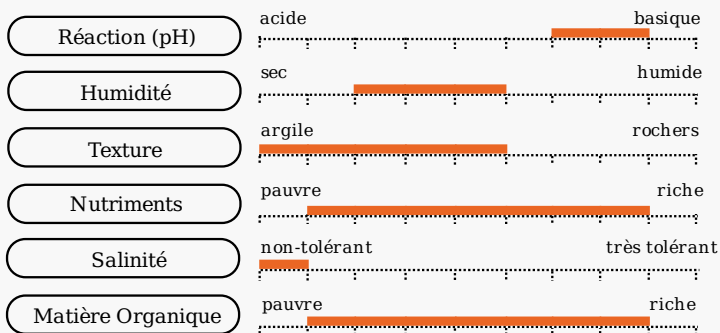 acide basique
Réaction (pH)
sec humide
Humidité
argile rochers
Texture
pauvre riche
Nutriments
non-tolérant très tolérant
Salinité
pauvre riche
Matière Organique